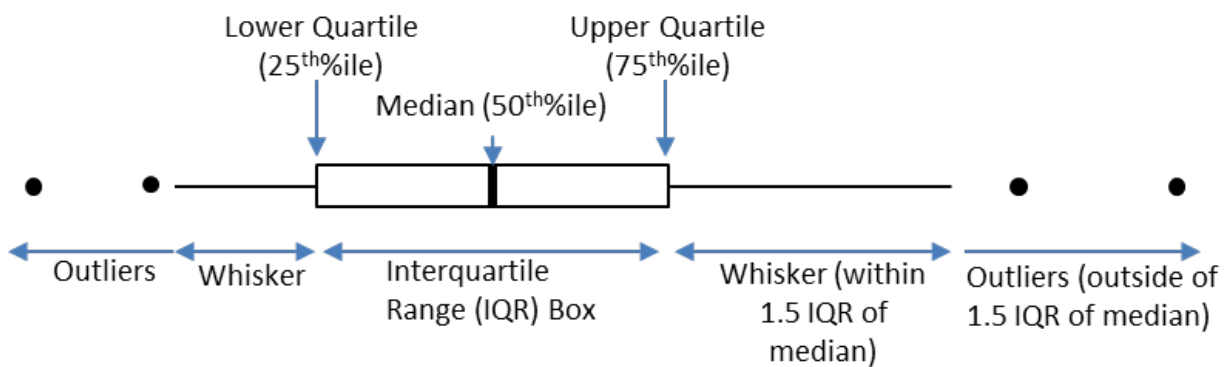 Lower Quartile
(25th%ile)
Upper Quartile
(75th%ile)
Median (50th%ile)
Outliers
Whisker
Interquartile
Range (IQR) Box
Whisker (within
1.5 IQR of
median)
Outliers (outside of
1.5 IQR of median)